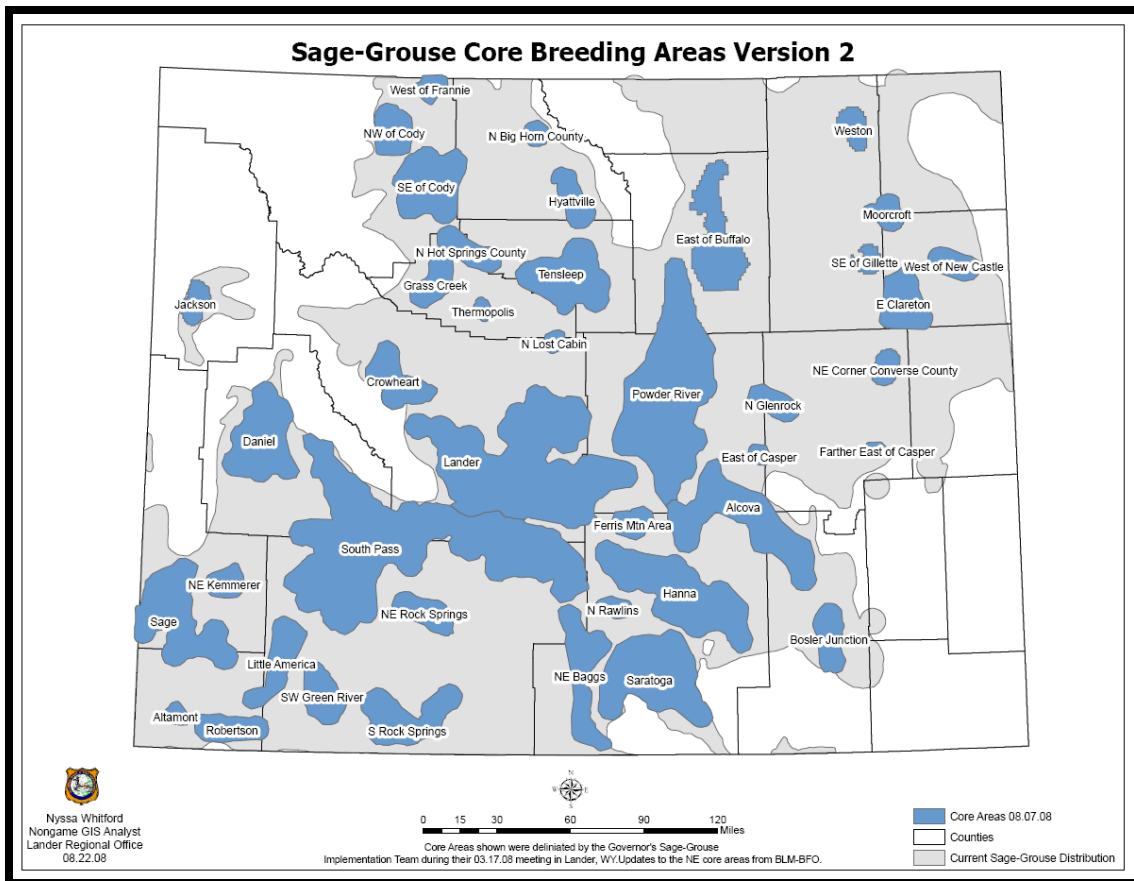 Sage-Grouse Core Breeding Areas Version 2
West of Frannie
NW of Cody
N Big Horn County
Weston
SE of Cody
Hyattville
Moorcroft
East of Buffalo
N Hot Springs County
SE of Gillette
West of New Castle
Tensleep
Grass Creek
Jackson
E Clareton
Thermopolis
N Lost Cabin
NE Corner Converse County
Crowheart
Powder River
N Glenrock
Daniel
Lander
East of Casper
Farther East of Casper
Alcova
Ferris Mtn Area
South Pass
NE Kemmerer
Hanna
NE Rock Springs
N Rawlins
Sage
Bosler Junction
Little America
NE Baggs
Saratoga
SW Green River
Altamont
Robertson
S Rock Springs
Nyssa Whitford
Nongame GIS Analyst
Lander Regional Office
08.22.08
N
W E
S
0 15 30 60 90 120
Miles
Core Areas shown were deliniated by the Governor's Sage-Grouse
Implementation Team during their 03.17.08 meeting in Lander, WY.Updates to the NE core areas from BLM-BFO.
Core Areas 08.07.08
Counties
Current Sage-Grouse Distribution